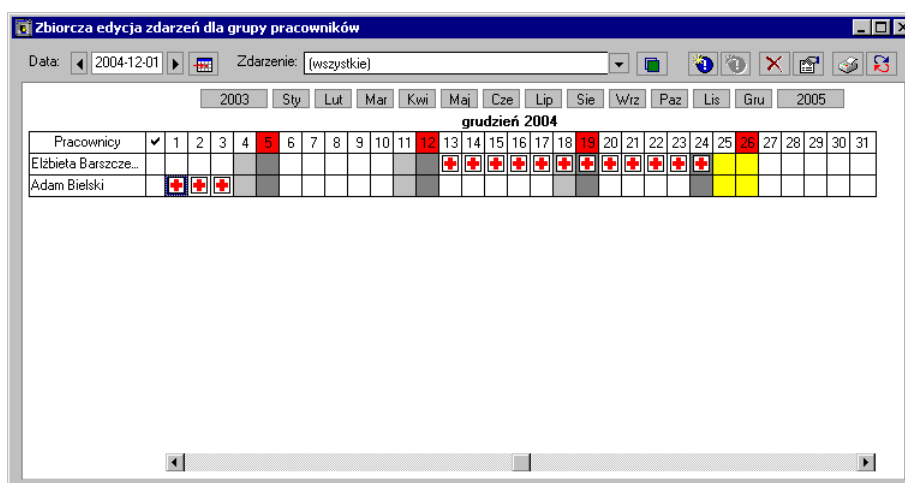 Zbiorcza edycja zdarzeń dla grupy pracowników
Data: 2004-12-01 Zdarzenie: (wszystkie)
2003 Sty Lut Mar Kwi Maj Cze Lip Sie Wrz Paz Lis Gru 2005
grudzień 2004
Pracownicy 1 2 3 4 5 6 7 8 9 10 11 12 13 14 15 16 17 18 19 20 21 22 23 24 25 26 27 28 29 30 31
Elżbieta Barszcze...
Adam Bielski